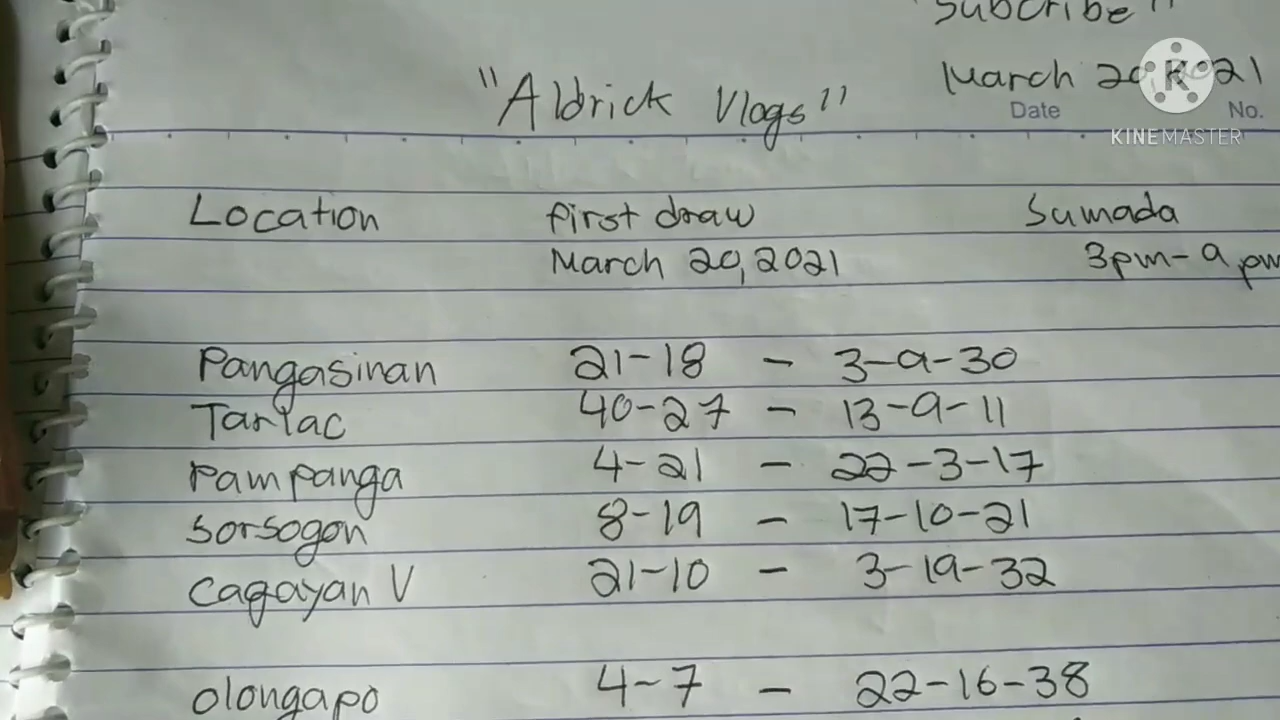 Subcribe"
"Aldrick Vlogs"
March 20, 2021
Date No.
KINEMASTER
Location first draw Sumada
March 20, 2021 3pm-9pm
Pangasinan 21-18 - 3-9-30
Tarlac 40-27 - 13-9-11
Pampanga 4-21 - 22-3-17
Sorsogon 8-19 - 17-10-21
Cagayan V 21-10 - 3-19-32
Olongapo 4-7 - 22-16-38